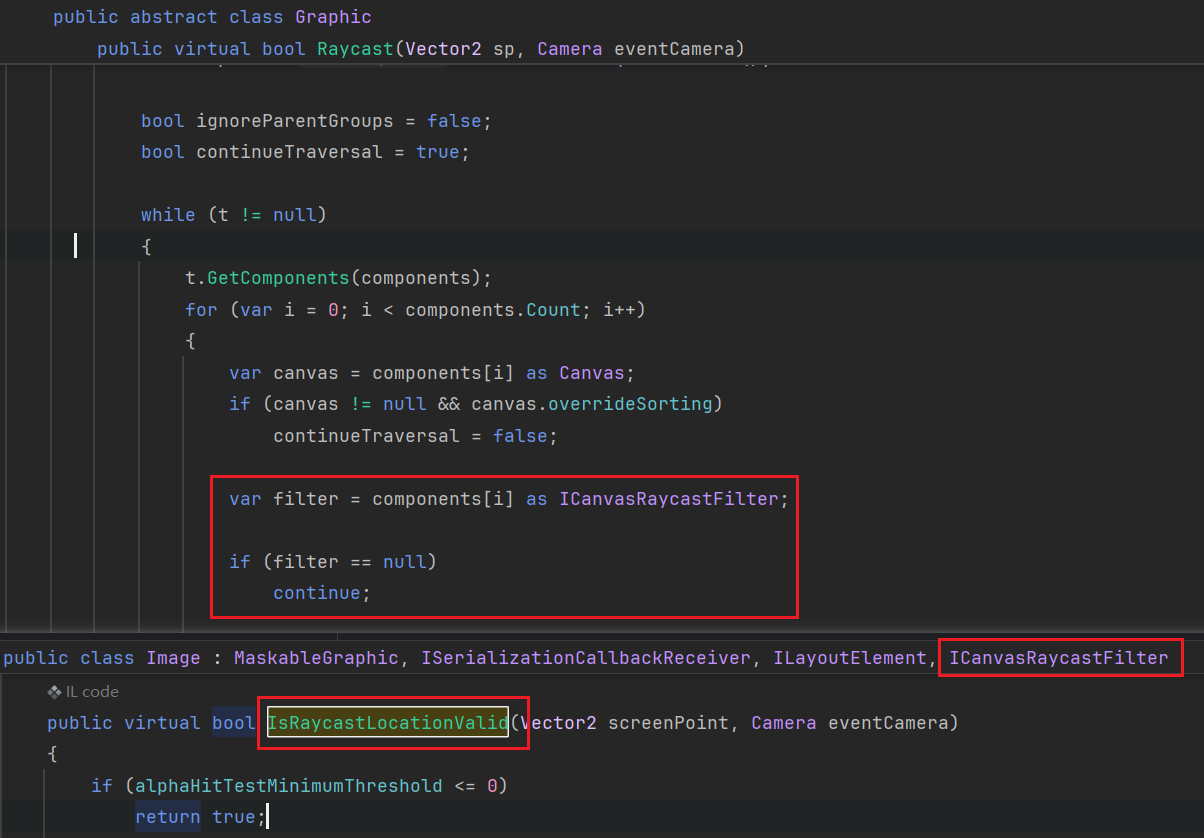 public abstract class Graphic
public virtual bool Raycast(Vector2 sp, Camera eventCamera)
bool ignoreParentGroups = false;
bool continueTraversal = true;
while (t != null)
{
t.GetComponents(components);
for (var i = 0; i < components.Count; i++)
{
var canvas = components[i] as Canvas;
if (canvas != null && canvas.overrideSorting)
continueTraversal = false;
var filter = components[i] as ICanvasRaycastFilter;
if (filter == null)
continue;
public class Image : MaskableGraphic, ISerializationCallbackReceiver, ILayoutElement, ICanvasRaycastFilter
IL code
public virtual bool IsRaycastLocationValid(Vector2 screenPoint, Camera eventCamera)
{
if (alphaHitTestMinimumThreshold <= 0)
return true;